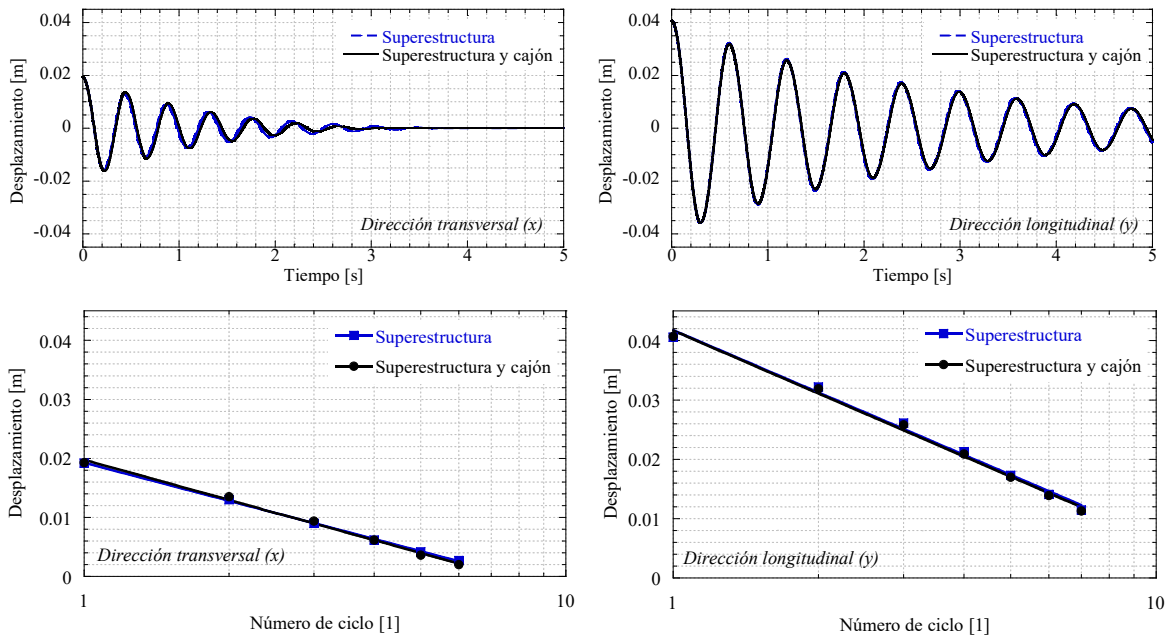 0.04
0.02
0
-0.02
-0.04
Desplazamiento [m]
Superestructura
Superestructura y cajón
Dirección transversal (x)
0 1 2 3 4 5
Tiempo [s]
0.04
0.02
0
-0.02
-0.04
Desplazamiento [m]
Superestructura
Superestructura y cajón
Dirección longitudinal (y)
0 1 2 3 4 5
Tiempo [s]
0.04
0.03
0.02
0.01
0
Desplazamiento [m]
Superestructura
Superestructura y cajón
Dirección transversal (x)
1 10
Número de ciclo [1]
0.04
0.03
0.02
0.01
0
Desplazamiento [m]
Superestructura
Superestructura y cajón
Dirección longitudinal (y)
1 10
Número de ciclo [1]